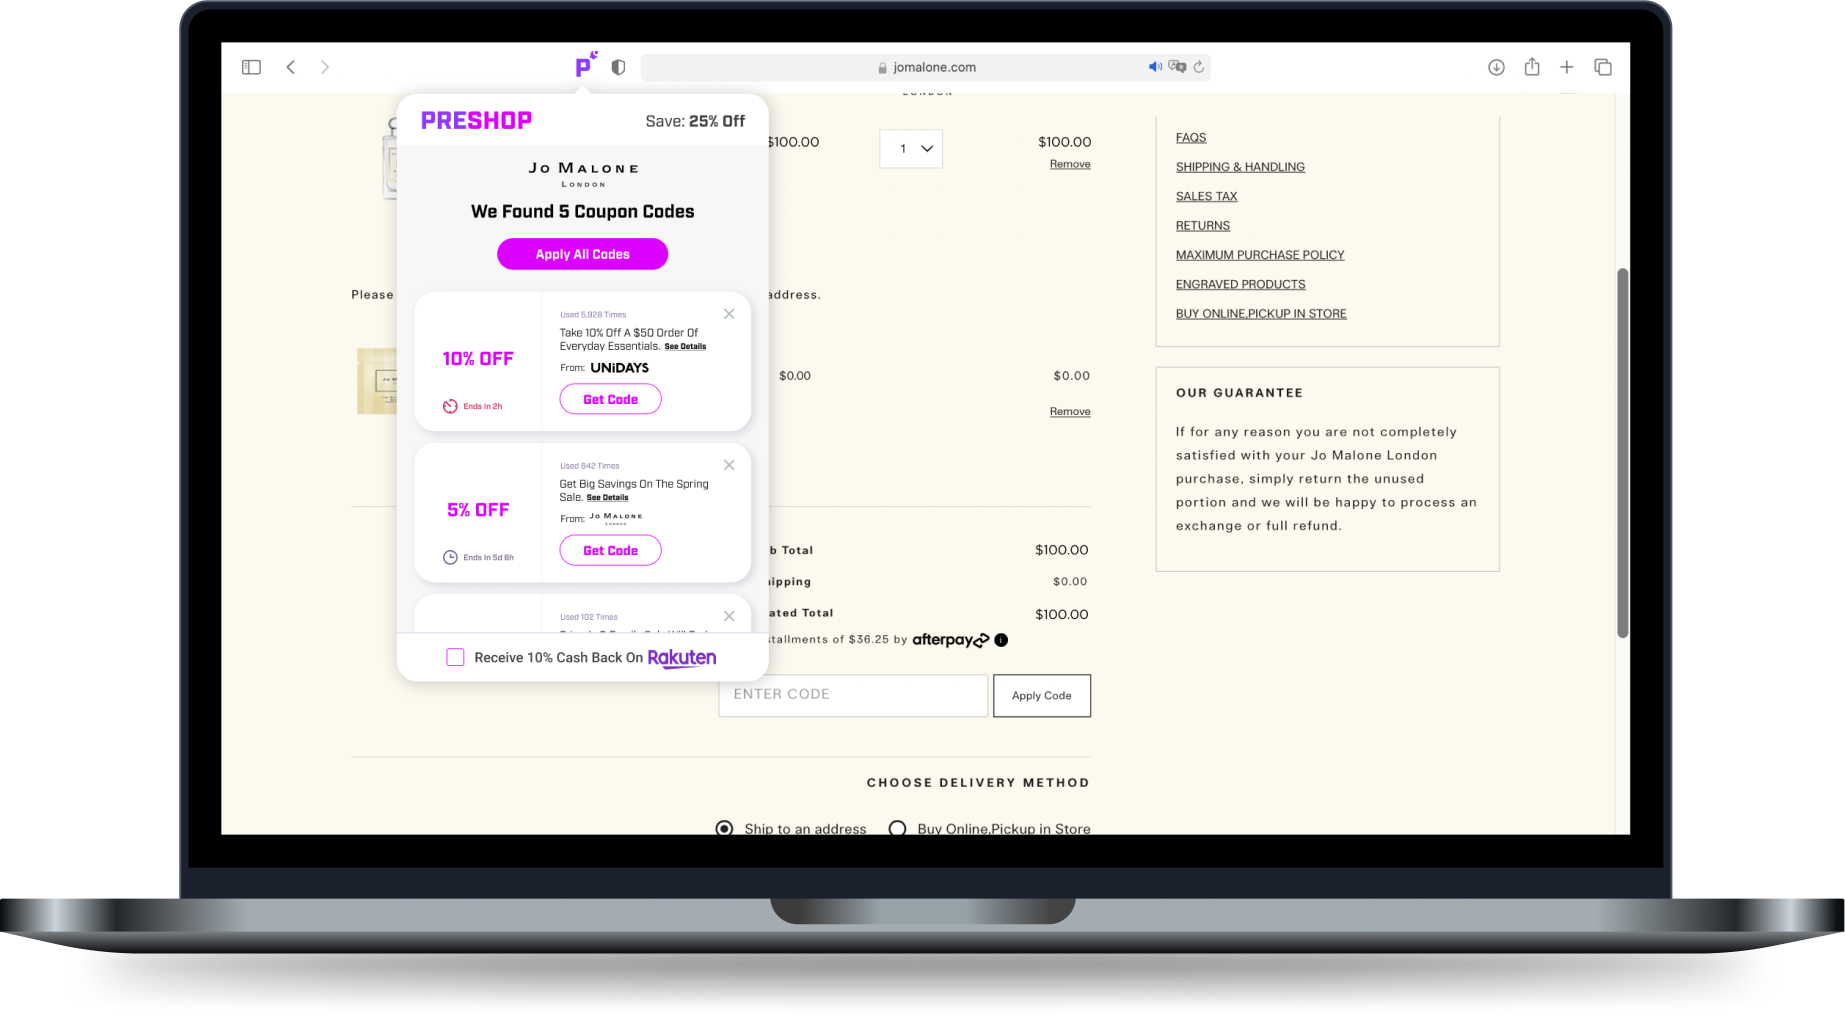 P
jomalone.com
PRESHOP
Save: 25% Off
JO MALONE
LONDON
We Found 5 Coupon Codes
Apply All Codes
10% OFF
Ends In 2h
Used 5,928 Times
Take 10% Off A $50 Order Of
Everyday Essentials. See Details
From: UNiDAYS
Get Code
5% OFF
Ends In 5d 6h
Used 642 Times
Get Big Savings On The Spring
Sale. See Details
From: JO MALONE
LONDON
Get Code
Used 102 Times
Receive 10% Cash Back On Rakuten
LONDON
$100.00
1
$100.00
Remove
Please
address.
$0.00
$0.00
Remove
b Total
$100.00
ipping
$0.00
ated Total
$100.00
stallments of $36.25 by afterpay
ENTER CODE
Apply Code
CHOOSE DELIVERY METHOD
Ship to an address
Buy Online,Pickup in Store
FAQS
SHIPPING & HANDLING
SALES TAX
RETURNS
MAXIMUM PURCHASE POLICY
ENGRAVED PRODUCTS
BUY ONLINE,PICKUP IN STORE
OUR GUARANTEE
If for any reason you are not completely
satisfied with your Jo Malone London
purchase, simply return the unused
portion and we will be happy to process an
exchange or full refund.